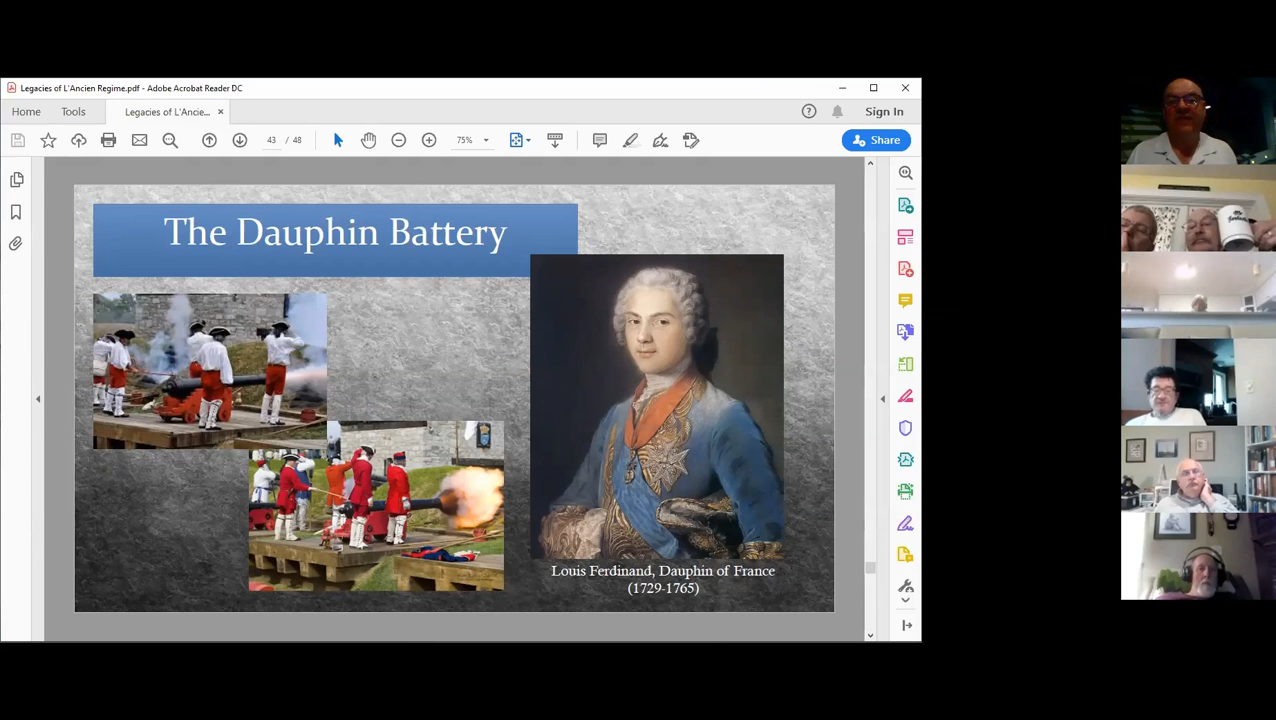 Legacies of L'Ancien Regime.pdf - Adobe Acrobat Reader DC
Home
Tools
Legacies of L'Ancie...
Sign In
43 / 48
75%
Share
The Dauphin Battery
Louis Ferdinand, Dauphin of France
(1729-1765)